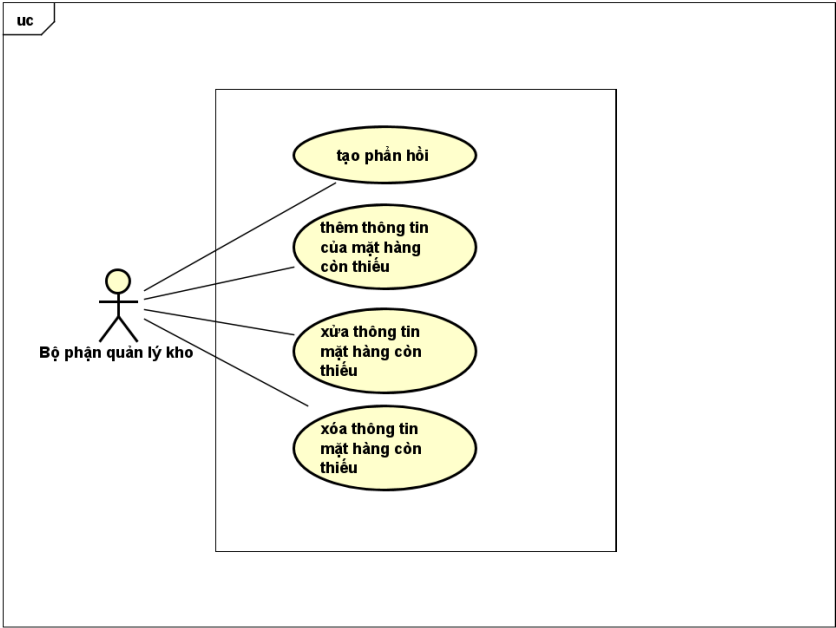 uc
tạo phản hồi
thêm thông tin
của mặt hàng
còn thiếu
xửa thông tin
mặt hàng còn
thiếu
Bộ phận quản lý kho
xóa thông tin
mặt hàng còn
thiếu